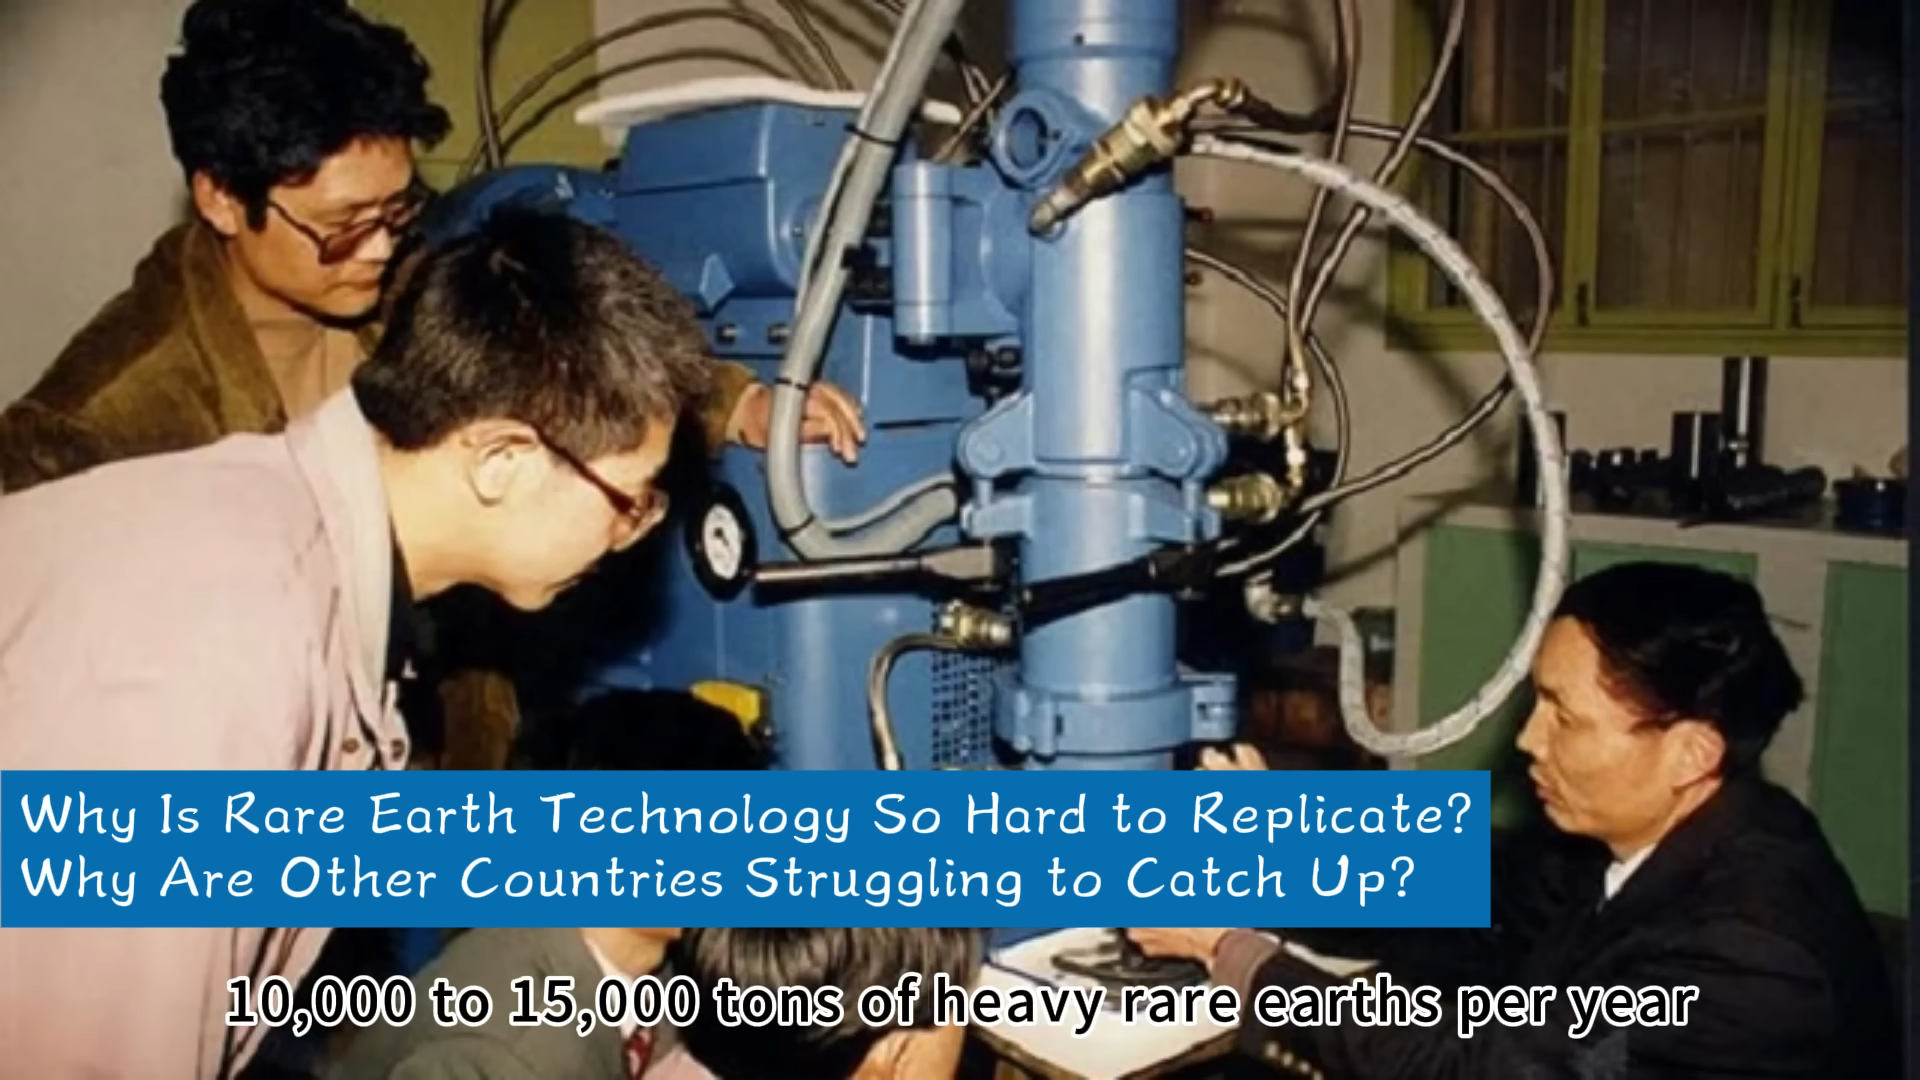 Why Is Rare Earth Technology So Hard to Replicate?
Why Are Other Countries Struggling to Catch Up?
10,000 to 15,000 tons of heavy rare earths per year